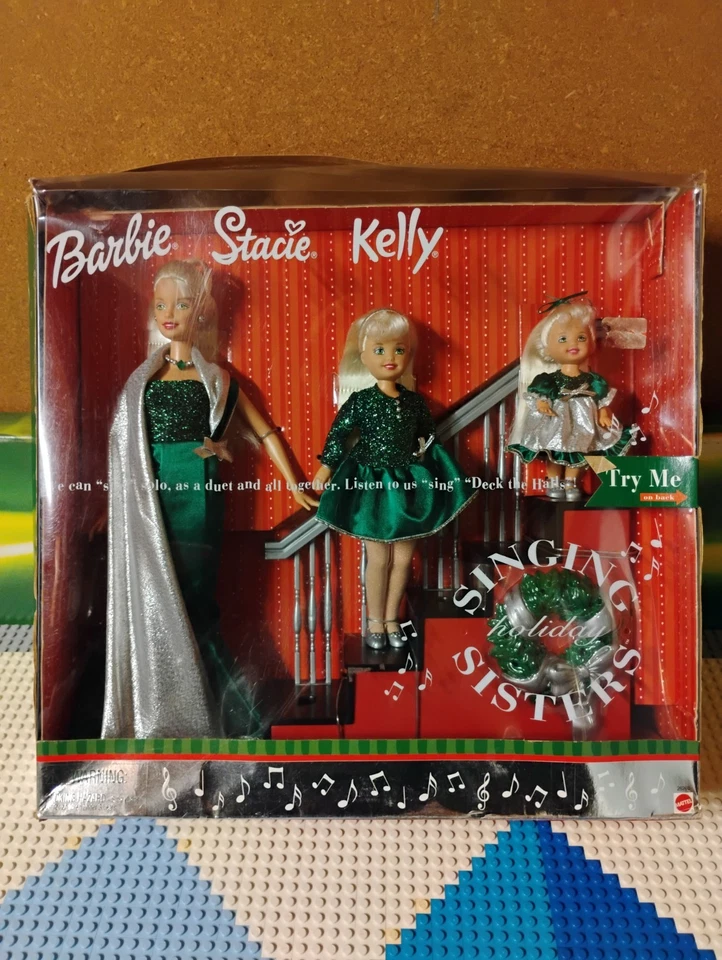 Barbie® Stacie® Kelly®
e can "s solo, as a duet and all together. Listen to us "sing" "Deck the Halls"!
Try Me
on back
SINGING
holiday
SISTERS
WARNING
MATTEL